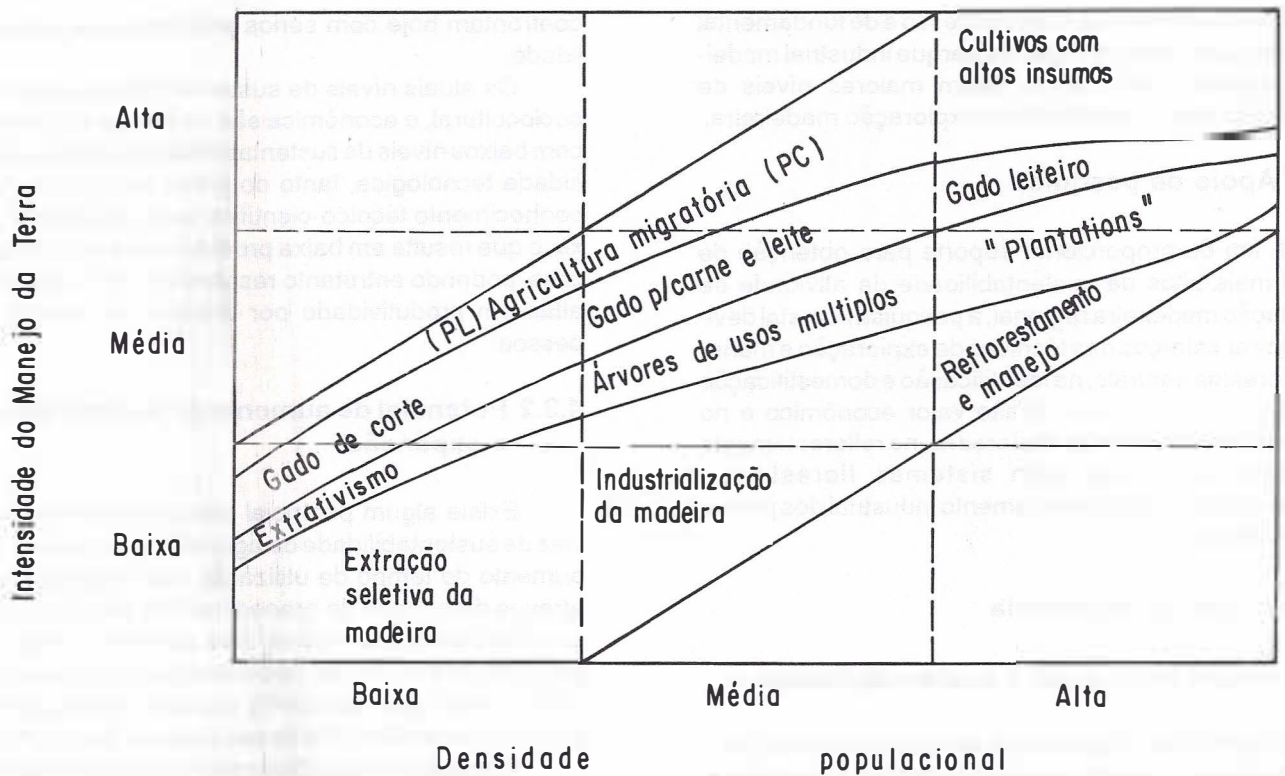 Intensidade do Manejo da Terra
Alta
Média
Baixa
Cultivos com
altos insumos
(PL) Agricultura migratória (PC)
Gado leiteiro
Gado de corte
Gado p/carne e leite
"Plantations"
Extrativismo
Árvores de usos multiplos
Reflorestamento
e manejo
Extração
seletiva da
madeira
Industrialização
da madeira
Baixa
Média
Alta
Densidade populacional